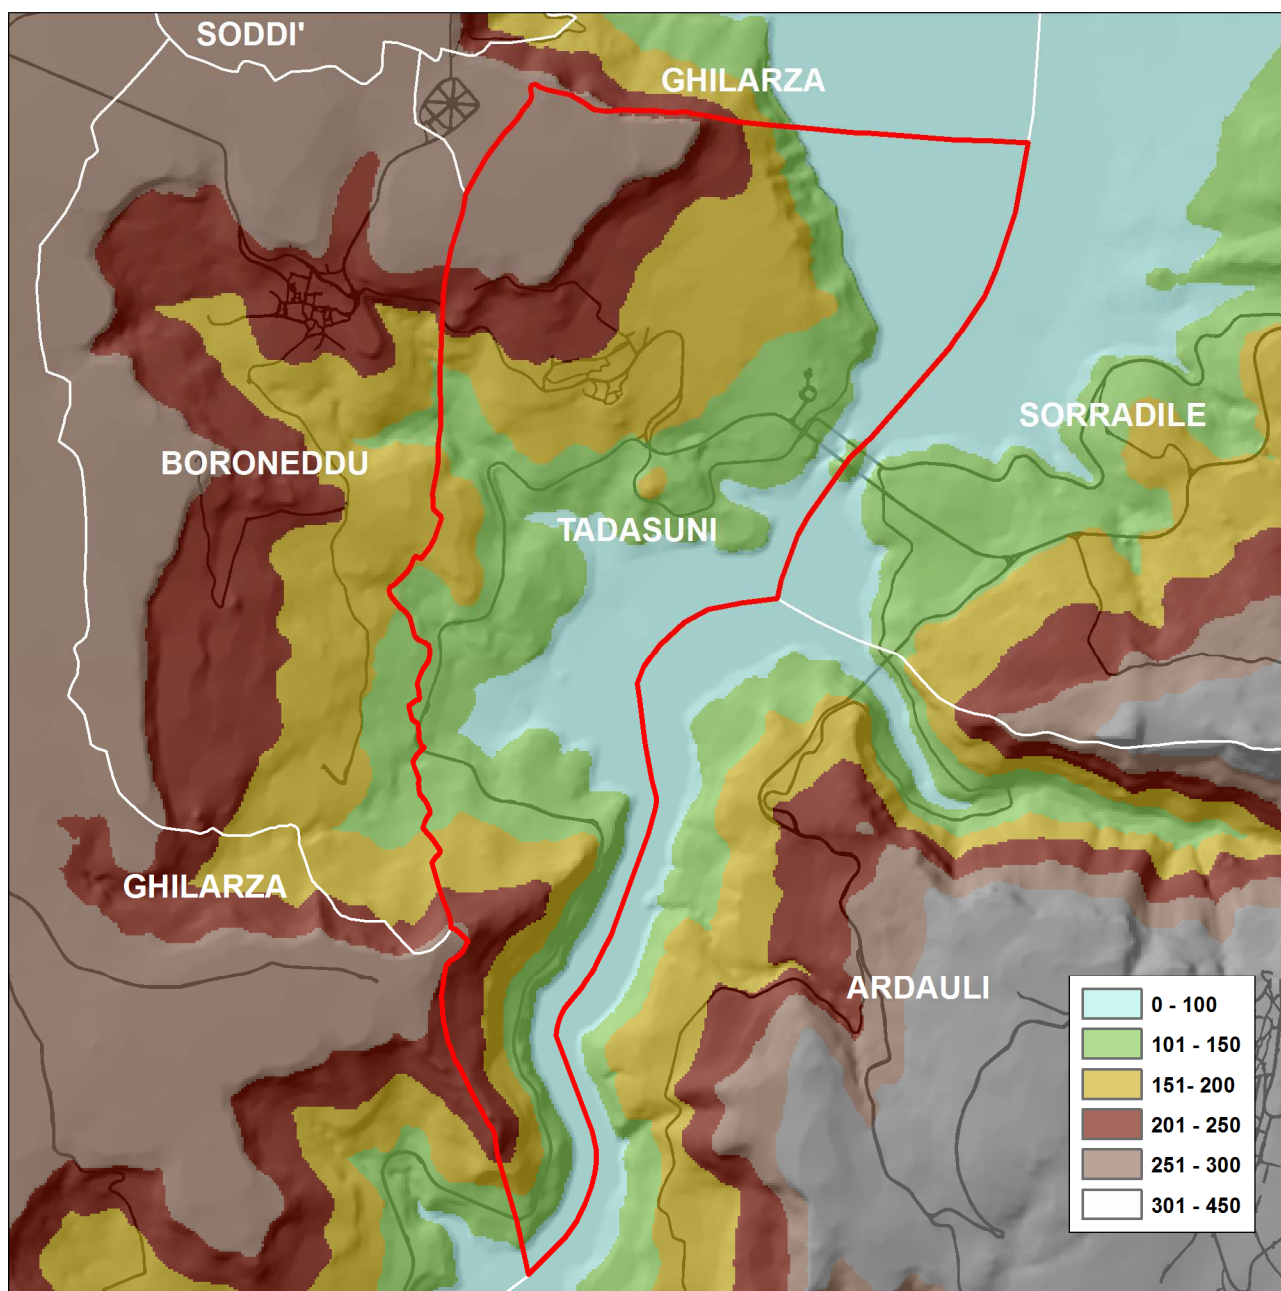 SODDI'
GHILARZA
SORRADILE
BORONEDDU
TADASUNI
GHILARZA
ARDAULI
0 - 100
101 - 150
151- 200
201 - 250
251 - 300
301 - 450